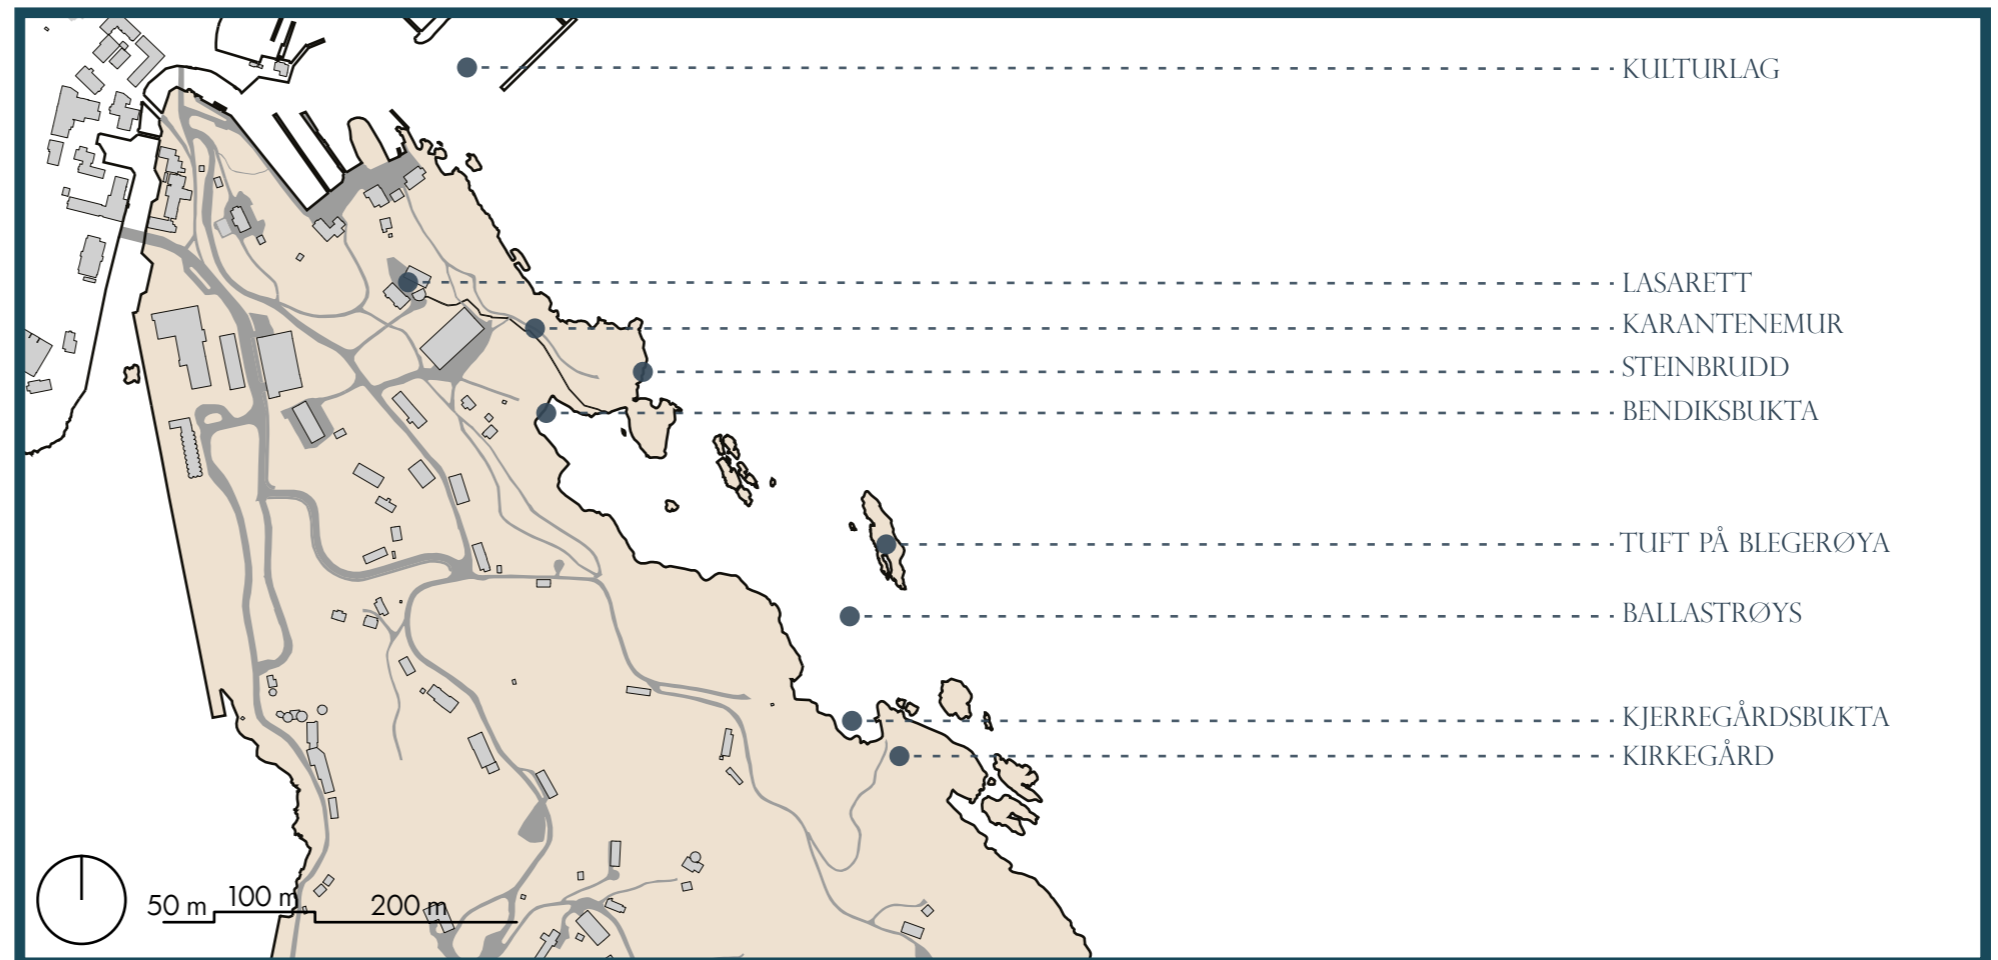 KULTURLAG
LASARETT
KARANTENEMUR
STEINBRUDD
BENDIKSBUKTA
TUFT PÅ BLEGERØYA
BALLASTRØYS
KJERREGÅRDSBUKTA
KIRKEGÅRD
50 m 100 m 200 m